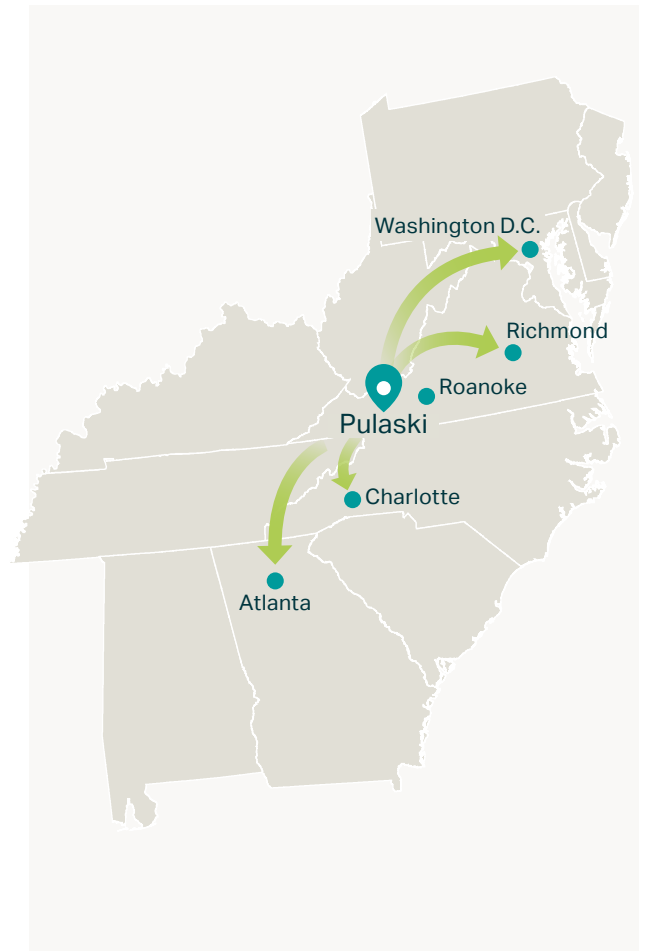 Washington D.C.
Richmond
Roanoke
Pulaski
Charlotte
Atlanta